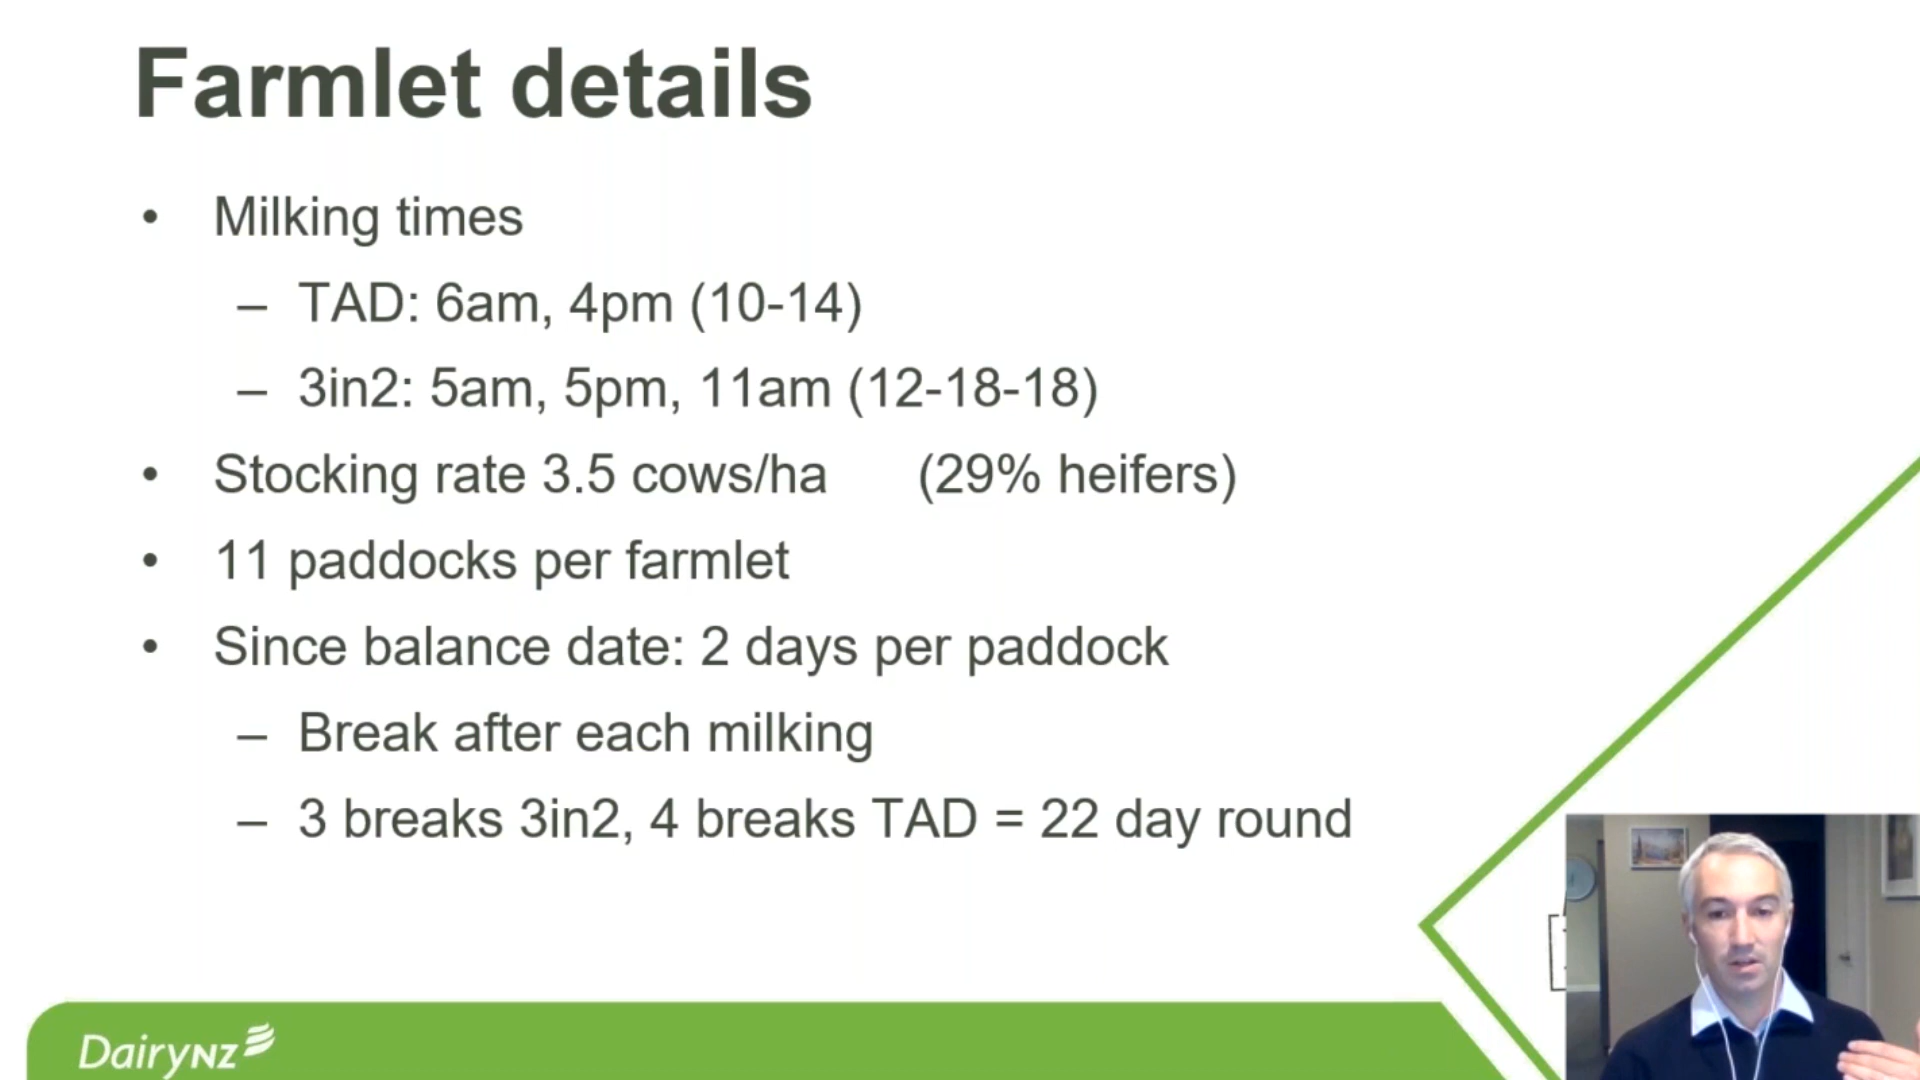 Farmlet details
• Milking times
– TAD: 6am, 4pm (10-14)
– 3in2: 5am, 5pm, 11am (12-18-18)
• Stocking rate 3.5 cows/ha (29% heifers)
• 11 paddocks per farmlet
• Since balance date: 2 days per paddock
– Break after each milking
– 3 breaks 3in2, 4 breaks TAD = 22 day round
DairyNZ